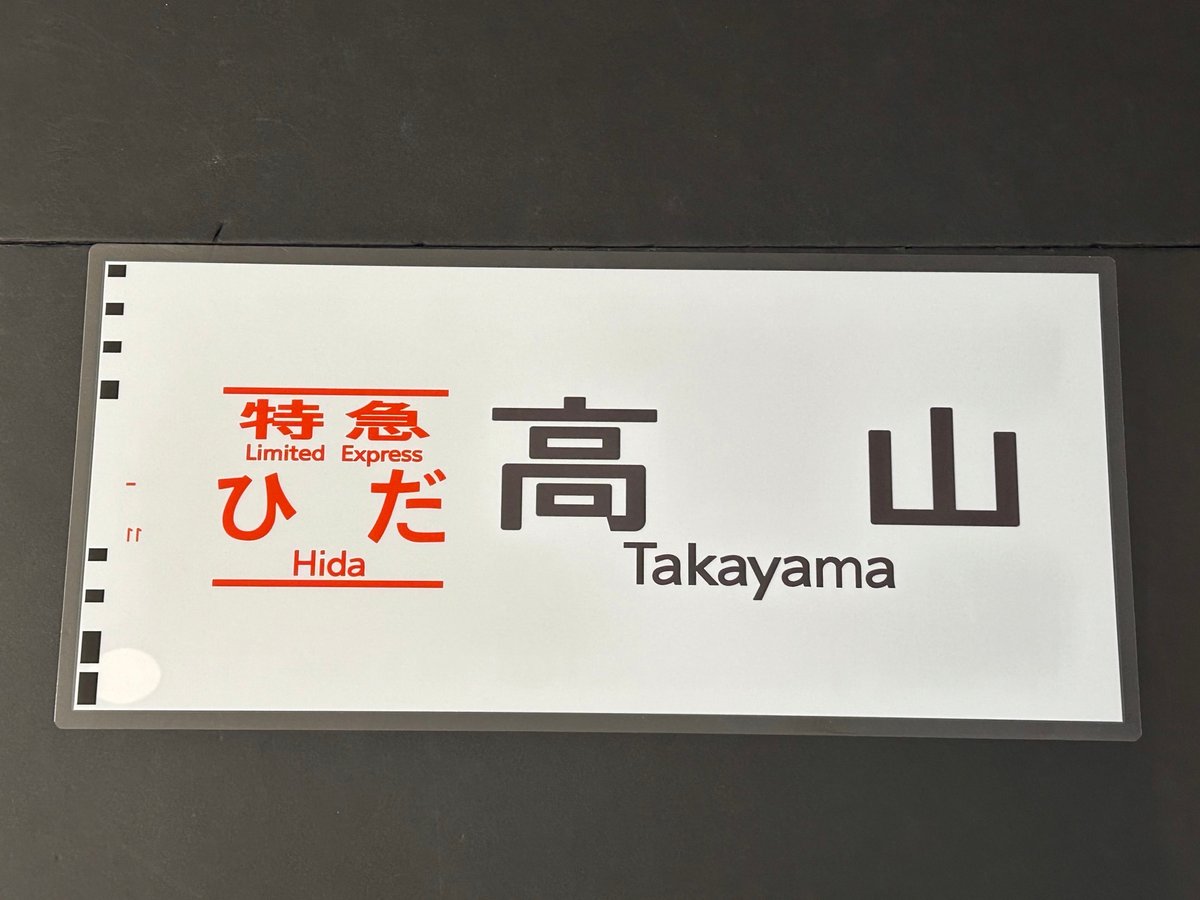 特急
Limited Express
ひだ
Hida
高山
Takayama